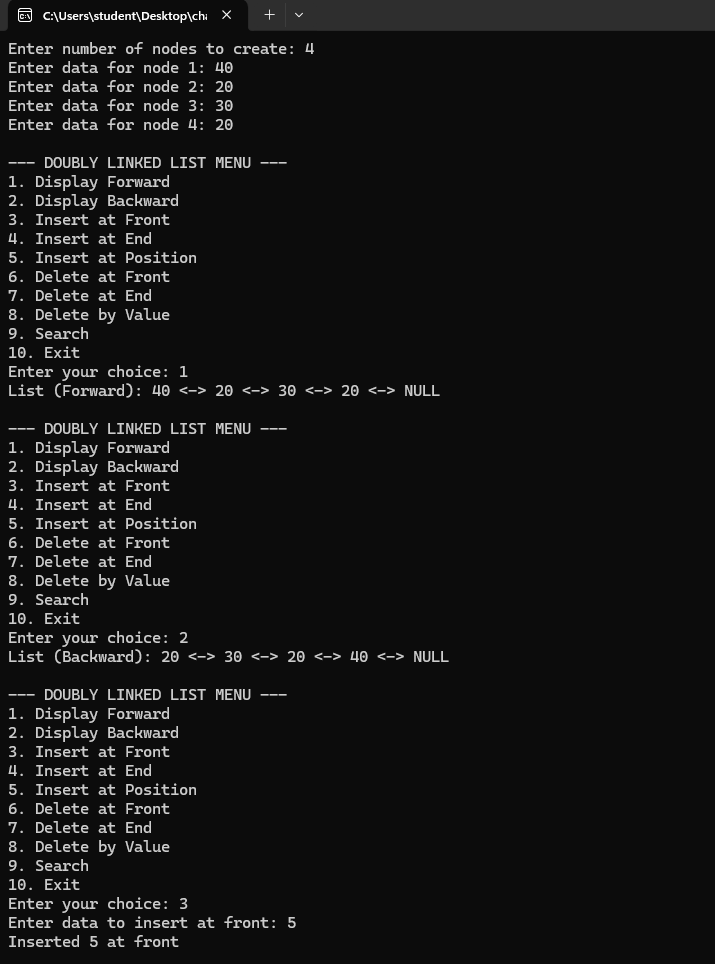 C:\Users\student\Desktop\cha
Enter number of nodes to create: 4
Enter data for node 1: 40
Enter data for node 2: 20
Enter data for node 3: 30
Enter data for node 4: 20

--- DOUBLY LINKED LIST MENU ---
1. Display Forward
2. Display Backward
3. Insert at Front
4. Insert at End
5. Insert at Position
6. Delete at Front
7. Delete at End
8. Delete by Value
9. Search
10. Exit
Enter your choice: 1
List (Forward): 40 <-> 20 <-> 30 <-> 20 <-> NULL

--- DOUBLY LINKED LIST MENU ---
1. Display Forward
2. Display Backward
3. Insert at Front
4. Insert at End
5. Insert at Position
6. Delete at Front
7. Delete at End
8. Delete by Value
9. Search
10. Exit
Enter your choice: 2
List (Backward): 20 <-> 30 <-> 20 <-> 40 <-> NULL

--- DOUBLY LINKED LIST MENU ---
1. Display Forward
2. Display Backward
3. Insert at Front
4. Insert at End
5. Insert at Position
6. Delete at Front
7. Delete at End
8. Delete by Value
9. Search
10. Exit
Enter your choice: 3
Enter data to insert at front: 5
Inserted 5 at front